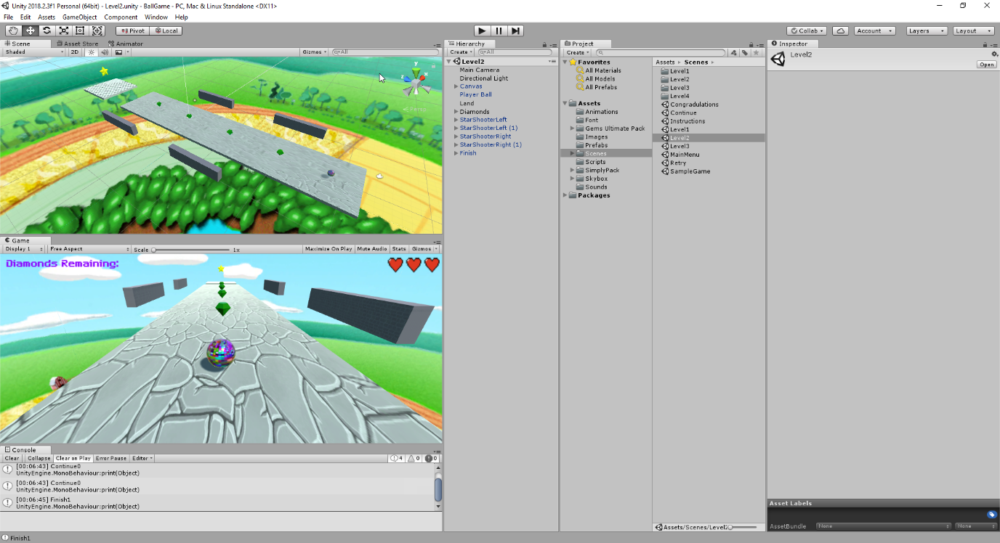 Unity 2018.2.3f1 Personal (64bit) - Level2.unity - BallGame - PC, Mac & Linux Standalone <DX11>
File Edit Assets GameObject Component Window Help
Pivot Local Collab Account Layers Layout
Scene Asset Store Animator
Shaded 2D Gizmos All
y
x
z
Persp
Game
Display 1 Free Aspect Scale 1x Maximize On Play Mute Audio Stats Gizmos
Diamonds Remaining:
Console
Clear Collapse Clear on Play Error Pause Editor 4 0 0
[00:06:43] Continue0
UnityEngine.MonoBehaviour:print(Object)
[00:06:43] Continue0
UnityEngine.MonoBehaviour:print(Object)
[00:06:45] Finish1
UnityEngine.MonoBehaviour:print(Object)
Finish1
Hierarchy
Create All
Level2
Main Camera
Directional Light
Canvas
Player Ball
Land
Diamonds
StarShooterLeft
StarShooterLeft (1)
StarShooterRight
StarShooterRight (1)
Finish
Project
Create
Favorites
All Materials
All Models
All Prefabs
Assets
Animations
Font
Gems Ultimate Pack
Images
Prefabs
Scenes
Scripts
SimplyPack
Skybox
Sounds
Packages
Assets Scenes
Level1
Level2
Level3
Level4
Congradulations
Continue
Instructions
Level1
Level2
Level3
MainMenu
Retry
SampleGame
Assets/Scenes/Level2
Inspector
Level2
Open
Asset Labels
AssetBundle None None